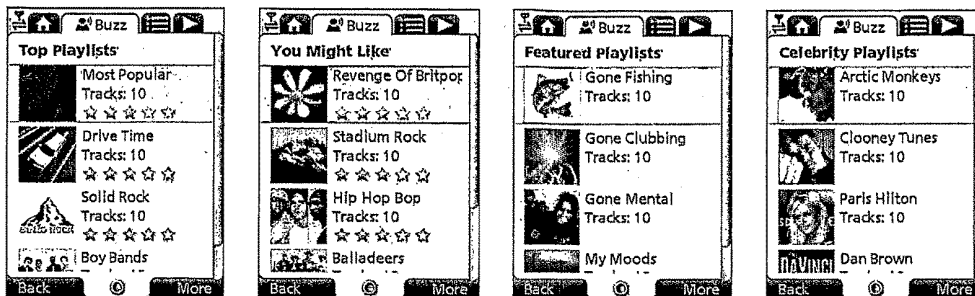 Buzz
Top Playlists
Most Popular
Tracks: 10
Drive Time
Tracks: 10
Solid Rock
Tracks: 10
SOLID ROCK
Boy Bands
Back
More
Buzz
You Might Like
Revenge Of Britpop
Tracks: 10
Stadium Rock
Tracks: 10
Hip Hop Bop
Tracks: 10
Balladeers
Back
More
Buzz
Featured Playlists
Gone Fishing
Tracks: 10
Gone Clubbing
Tracks: 10
Gone Mental
Tracks: 10
My Moods
Back
More
Buzz
Celebrity Playlists
Arctic Monkeys
Tracks: 10
Clooney Tunes
Tracks: 10
Paris Hilton
Tracks: 10
Dan Brown
Back
More